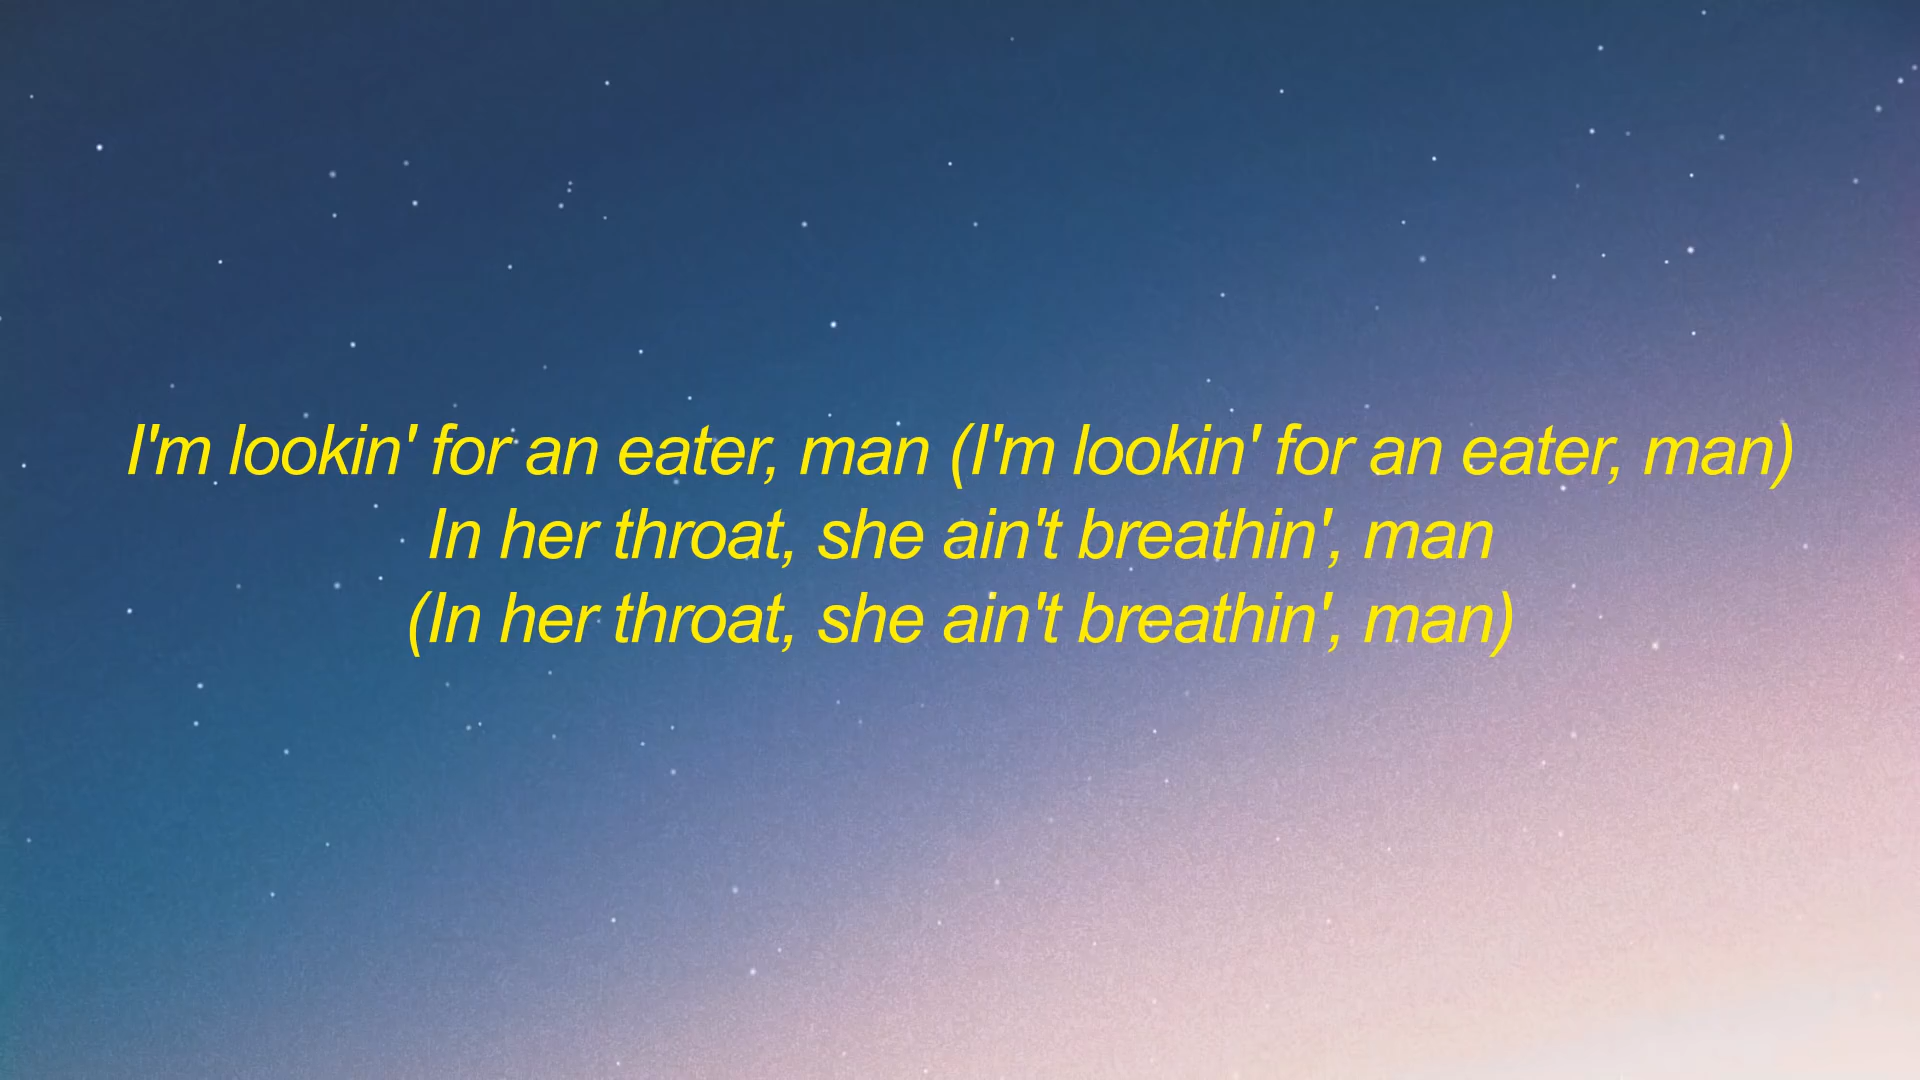 I'm lookin' for an eater, man (I'm lookin' for an eater, man)
In her throat, she ain't breathin', man
(In her throat, she ain't breathin', man)